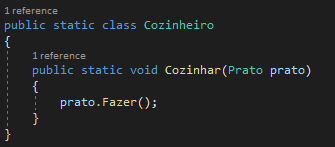 1 reference
public static class Cozinheiro
{
1 reference
public static void Cozinhar(Prato prato)
{
prato.Fazer();
}
}